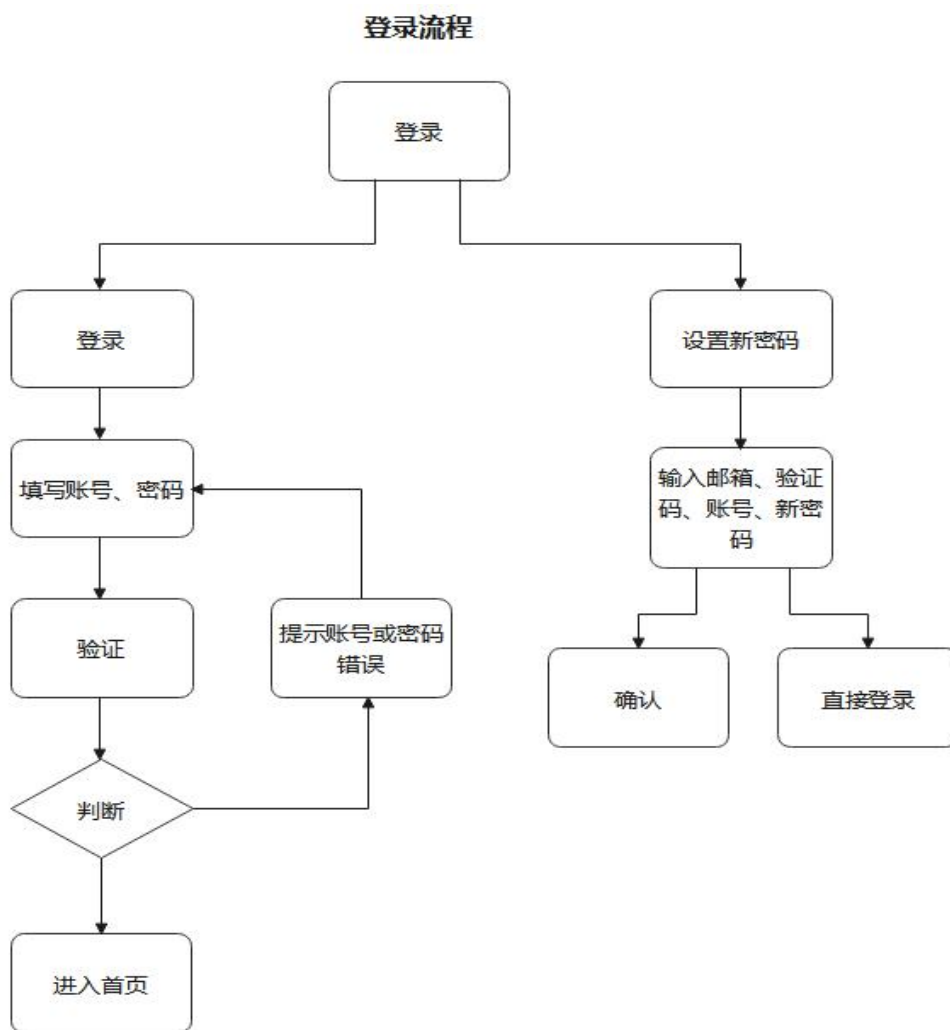 登录流程
登录
登录
设置新密码
填写账号、密码
输入邮箱、验证
码、账号、新密
码
验证
提示账号或密码
错误
确认
直接登录
判断
进入首页